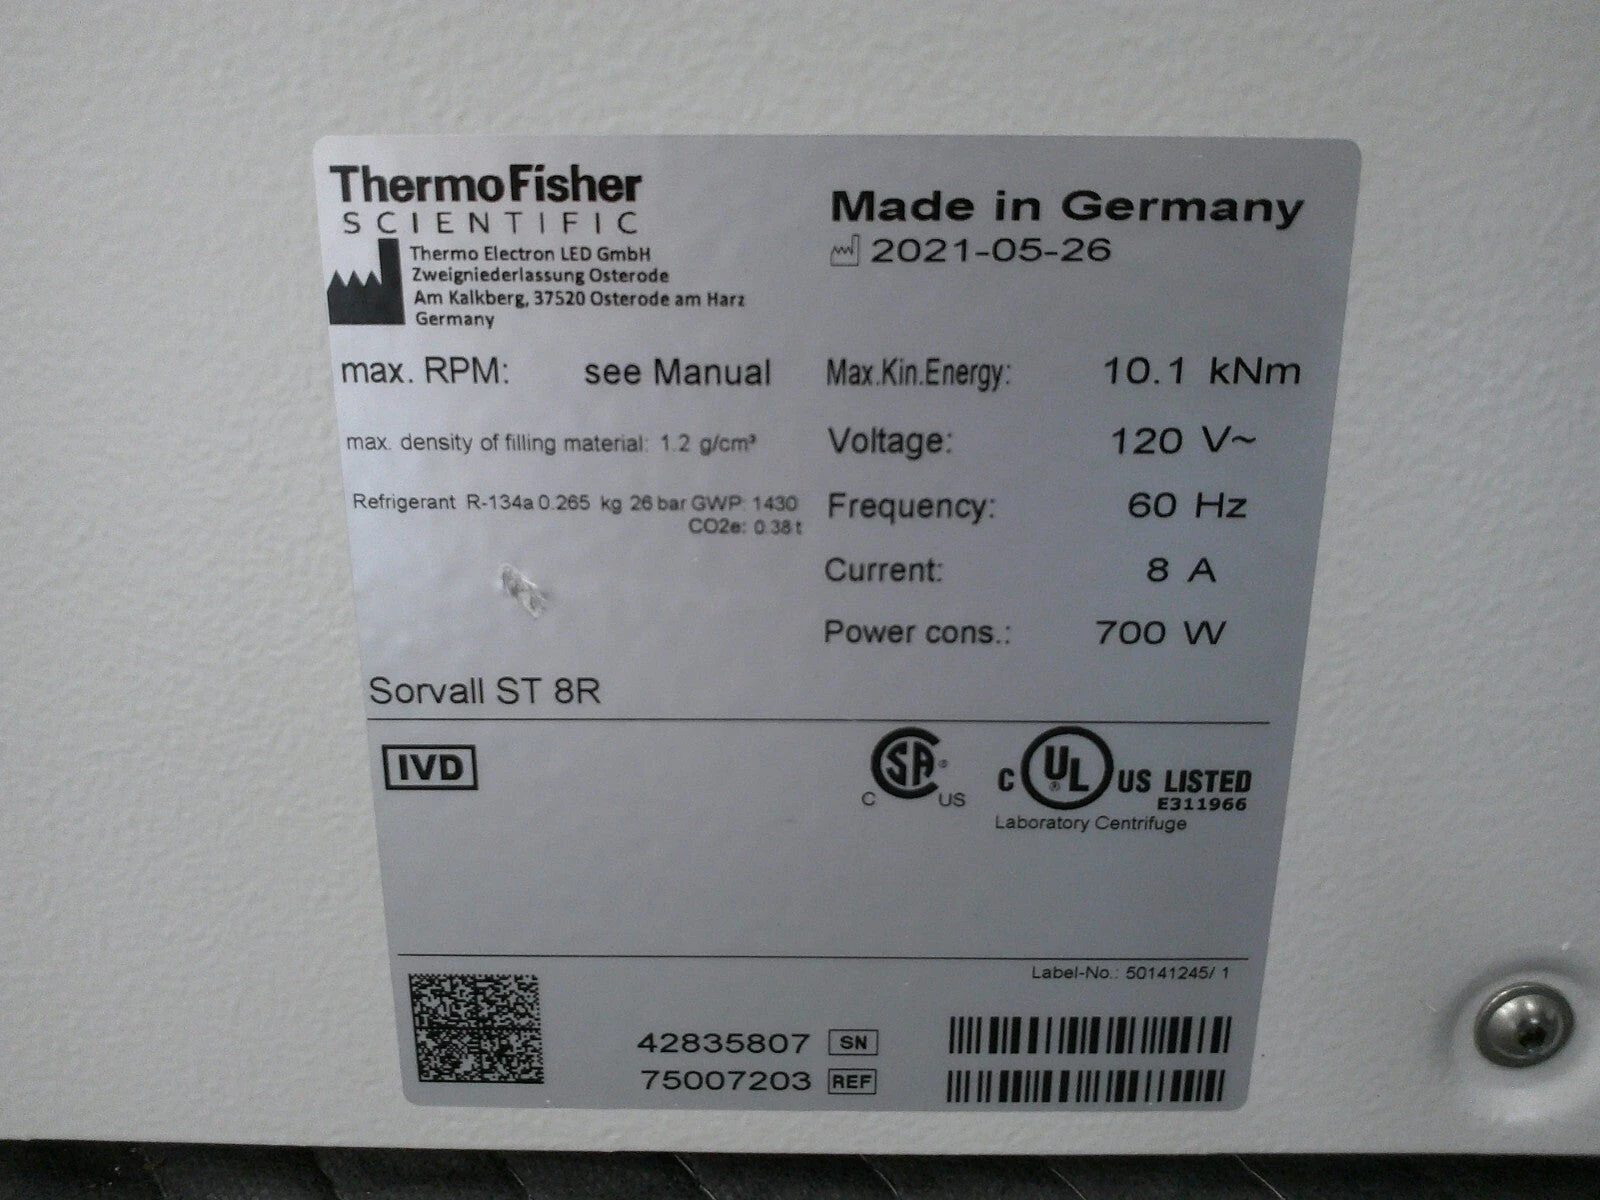 ThermoFisher
SCIENTIFIC
Thermo Electron LED GmbH
Zweigniederlassung Osterode
Am Kalkberg, 37520 Osterode am Harz
Germany
Made in Germany
2021-05-26
max. RPM: see Manual
Max.Kin.Energy: 10.1 kNm
max. density of filling material: 1.2 g/cm³
Voltage: 120 V~
Refrigerant R-134a 0.265 kg 26 bar GWP: 1430
CO2e: 0.38 t
Frequency: 60 Hz
Current: 8 A
Power cons.: 700 W
Sorvall ST 8R
IVD
CSA ®
C US
C UL ® US LISTED
E311966
Laboratory Centrifuge
Label-No.: 50141245/ 1
42835807 SN
75007203 REF